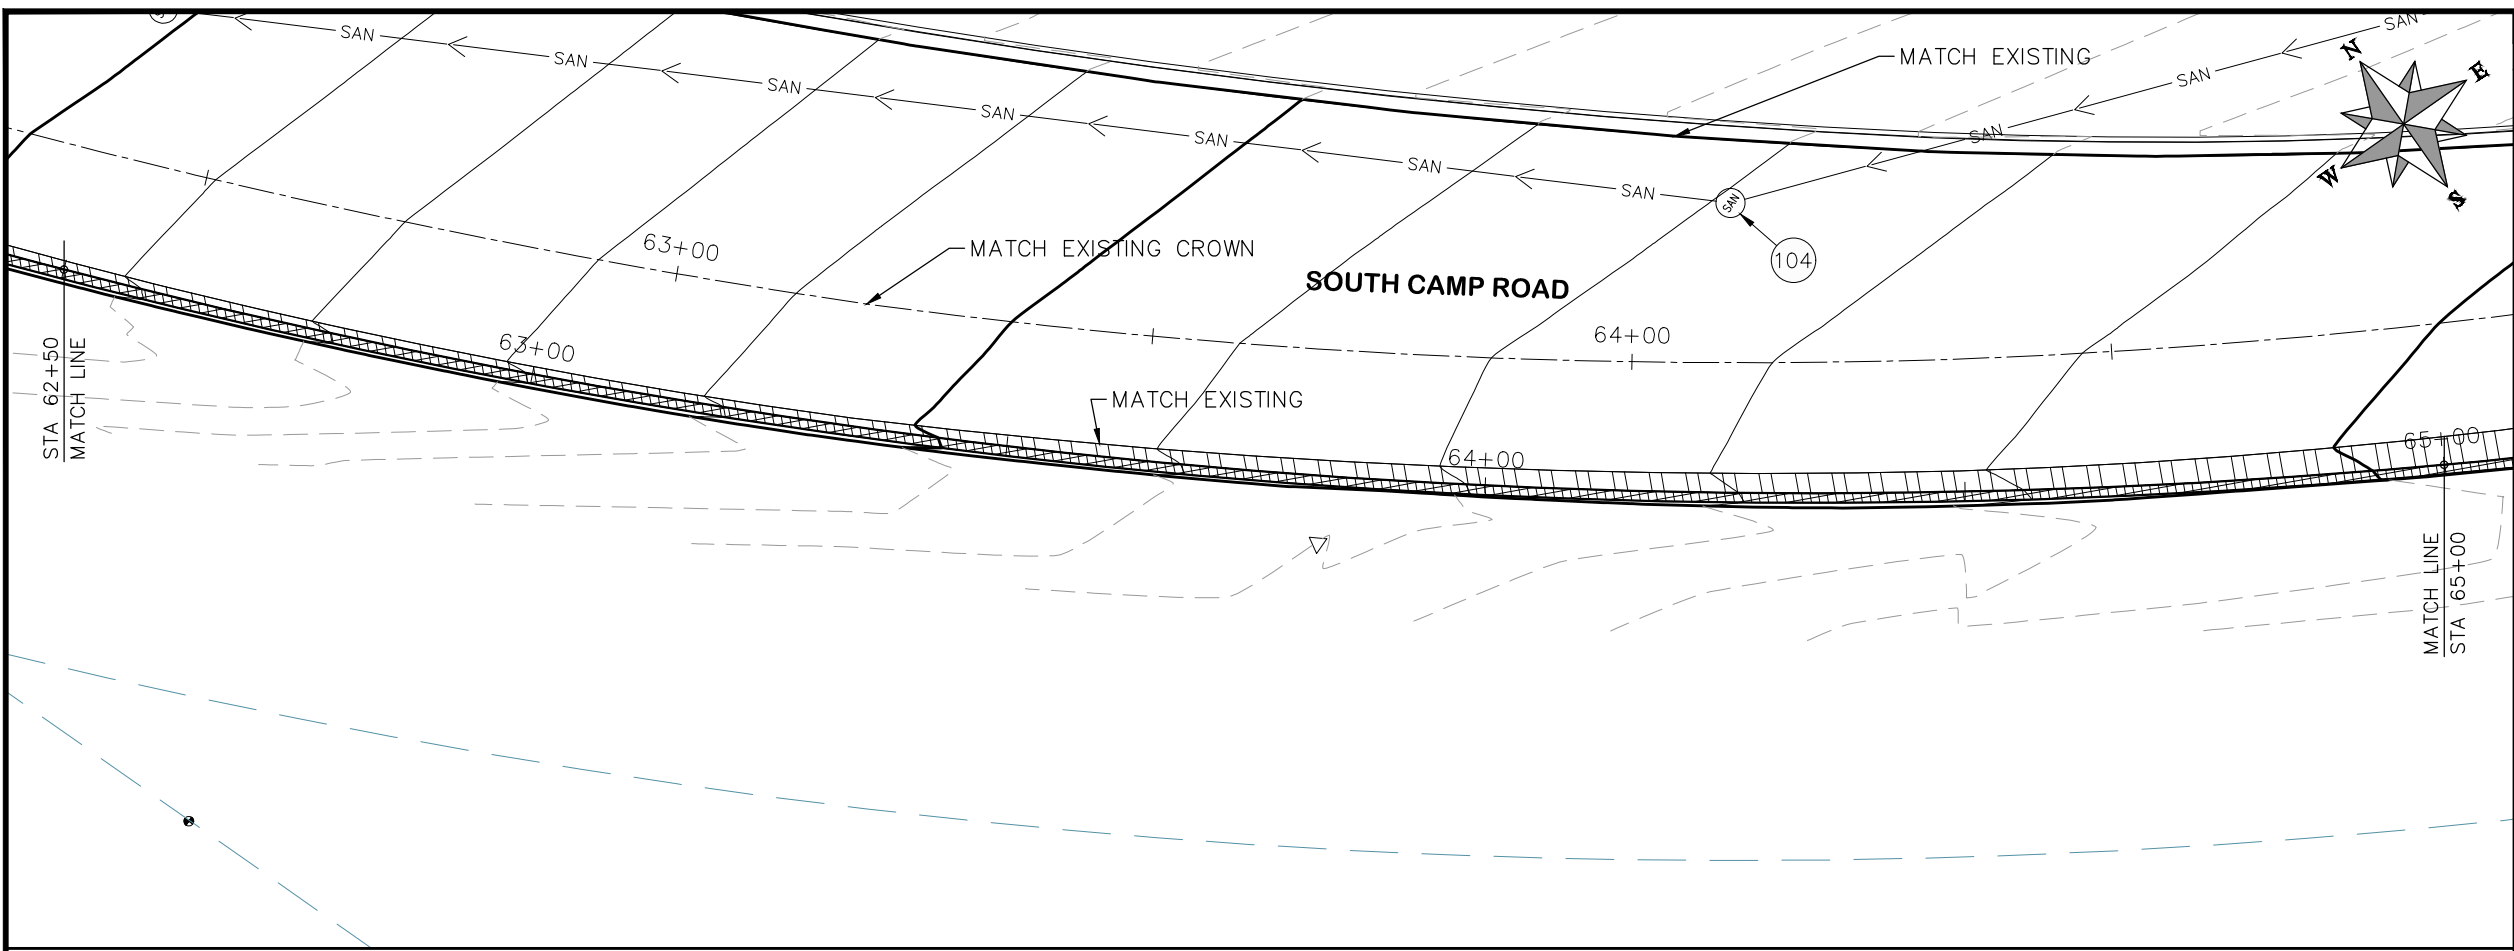 SAN
SAN
SAN
SAN
SAN
SAN
SAN
SAN
SAN
SAN
SAN
MATCH EXISTING
N
E
W
S
SAN
104
63+00
MATCH EXISTING CROWN
SOUTH CAMP ROAD
64+00
63+00
STA 62+50
MATCH LINE
MATCH EXISTING
64+00
65+00
MATCH LINE
STA 65+00